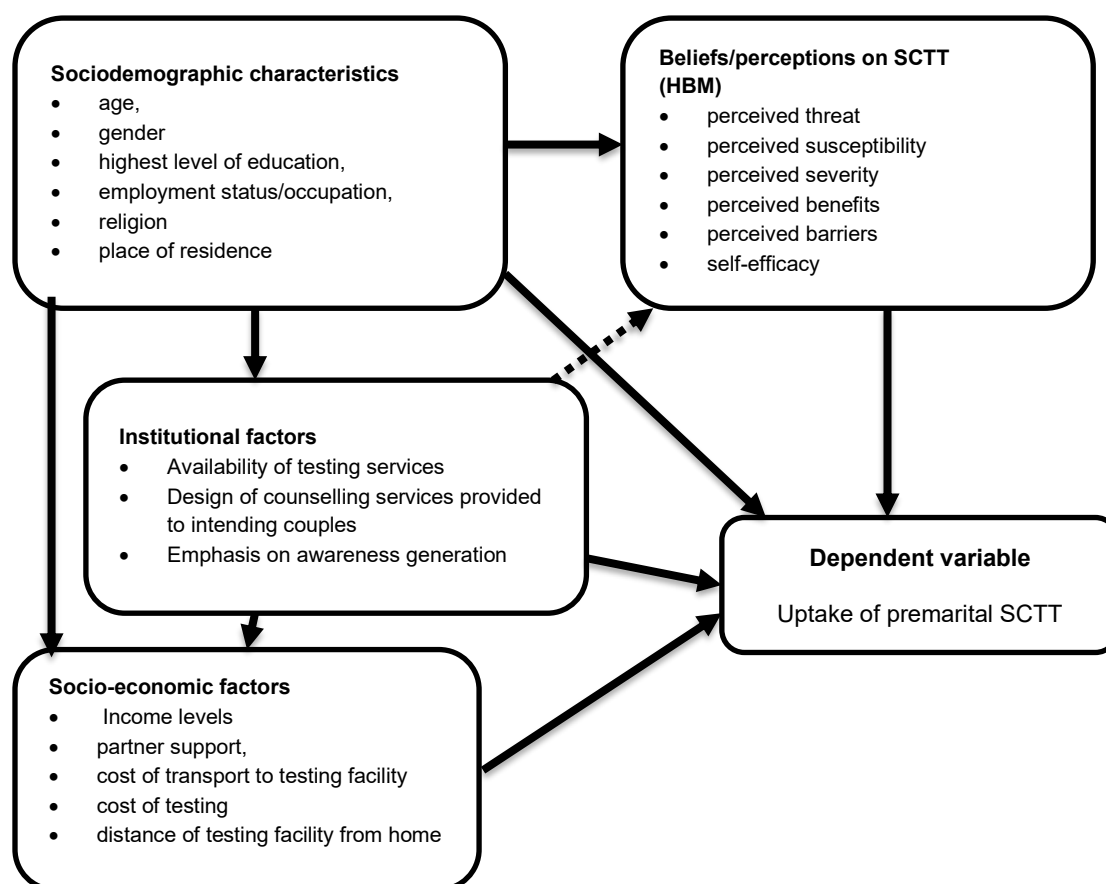 Sociodemographic characteristics
• age,
• gender
• highest level of education,
• employment status/occupation,
• religion
• place of residence
Beliefs/perceptions on SCTT
(HBM)
• perceived threat
• perceived susceptibility
• perceived severity
• perceived benefits
• perceived barriers
• self-efficacy
Institutional factors
• Availability of testing services
• Design of counselling services provided
to intending couples
• Emphasis on awareness generation
Dependent variable
Uptake of premarital SCTT
Socio-economic factors
• Income levels
• partner support,
• cost of transport to testing facility
• cost of testing
• distance of testing facility from home